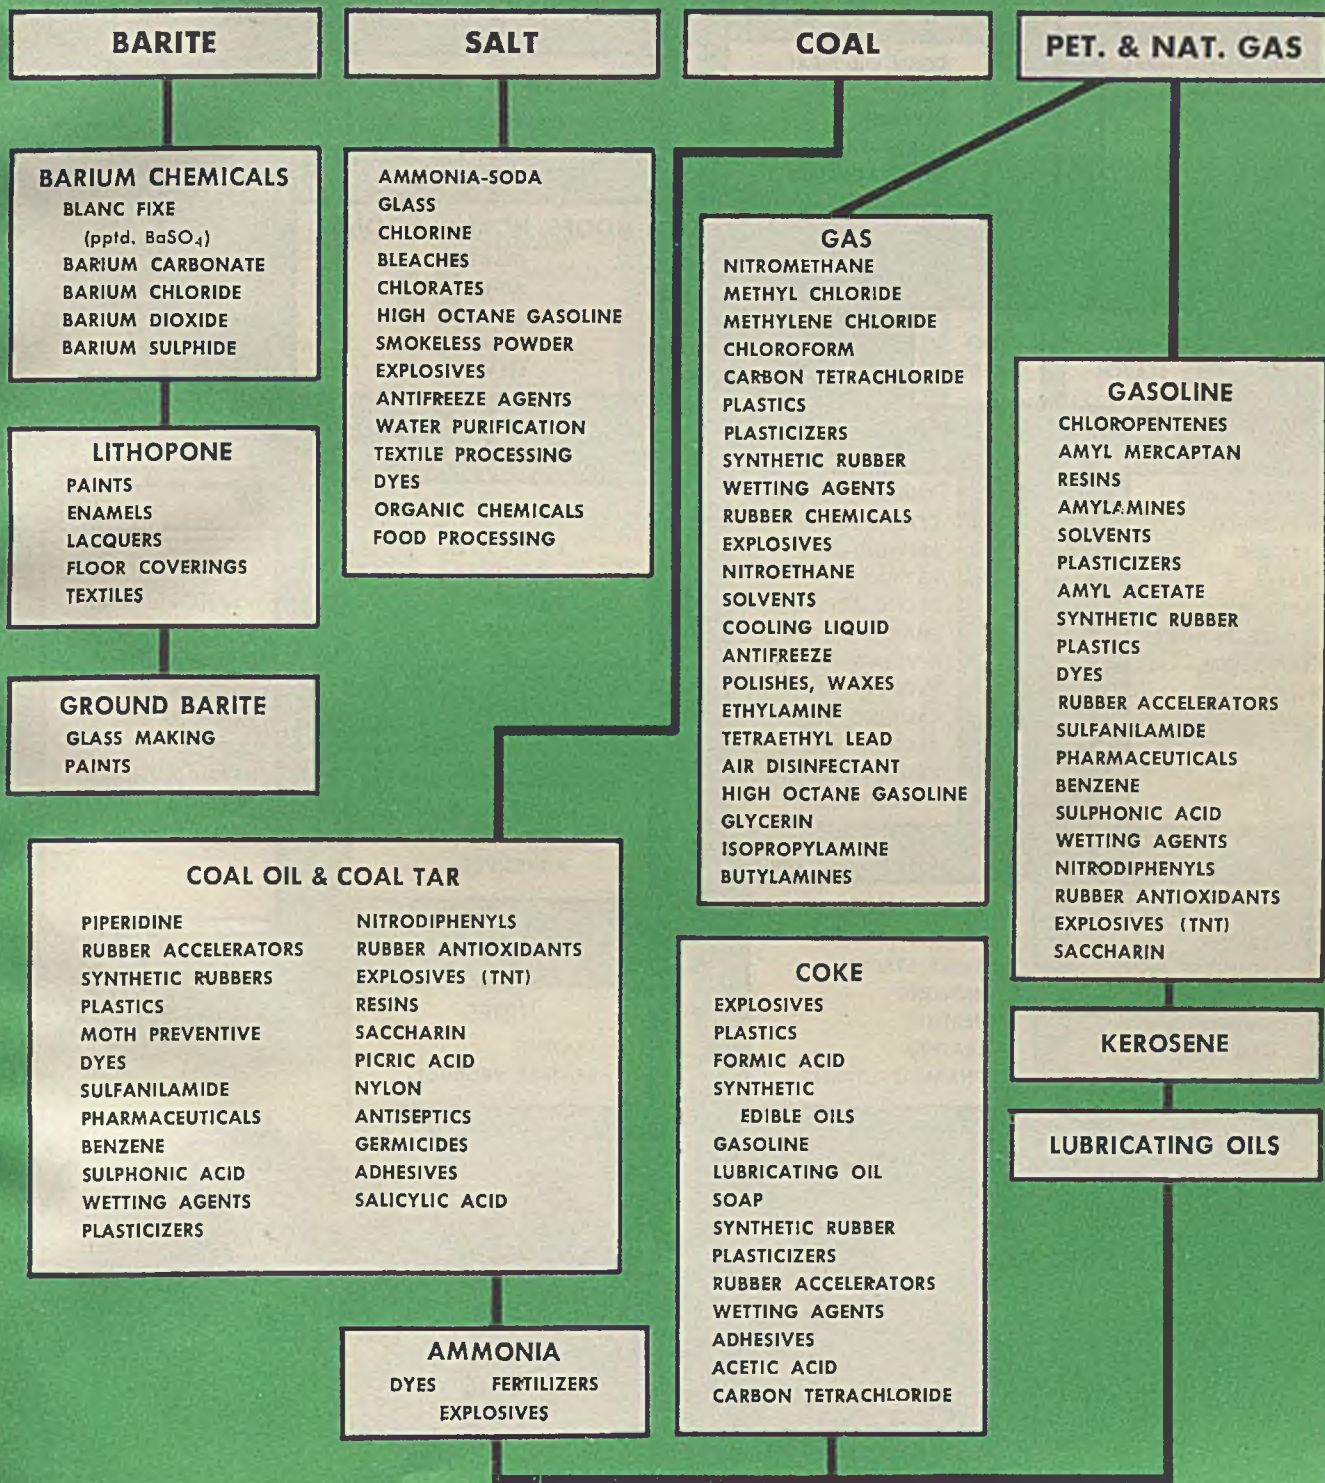 BARITE
BARIUM CHEMICALS
BLANC FIXE
(pptd. BaSO₄)
BARIUM CARBONATE
BARIUM CHLORIDE
BARIUM DIOXIDE
BARIUM SULPHIDE
LITHOPONE
PAINTS
ENAMELS
LACQUERS
FLOOR COVERINGS
TEXTILES
GROUND BARITE
GLASS MAKING
PAINTS
SALT
AMMONIA-SODA
GLASS
CHLORINE
BLEACHES
CHLORATES
HIGH OCTANE GASOLINE
SMOKELESS POWDER
EXPLOSIVES
ANTIFREEZE AGENTS
WATER PURIFICATION
TEXTILE PROCESSING
DYES
ORGANIC CHEMICALS
FOOD PROCESSING
COAL
COAL OIL & COAL TAR
PIPERIDINE
RUBBER ACCELERATORS
SYNTHETIC RUBBERS
PLASTICS
MOTH PREVENTIVE
DYES
SULFANILAMIDE
PHARMACEUTICALS
BENZENE
SULPHONIC ACID
WETTING AGENTS
PLASTICIZERS
NITRODIPHENYLS
RUBBER ANTIOXIDANTS
EXPLOSIVES (TNT)
RESINS
SACCHARIN
PICRIC ACID
NYLON
ANTISEPTICS
GERMICIDES
ADHESIVES
SALICYLIC ACID
AMMONIA
DYES FERTILIZERS
EXPLOSIVES
PET. & NAT. GAS
GAS
NITROMETHANE
METHYL CHLORIDE
METHYLENE CHLORIDE
CHLOROFORM
CARBON TETRACHLORIDE
PLASTICS
PLASTICIZERS
SYNTHETIC RUBBER
WETTING AGENTS
RUBBER CHEMICALS
EXPLOSIVES
NITROETHANE
SOLVENTS
COOLING LIQUID
ANTIFREEZE
POLISHES, WAXES
ETHYLAMINE
TETRAETHYL LEAD
AIR DISINFECTANT
HIGH OCTANE GASOLINE
GLYCERIN
ISOPROPYLAMINE
BUTYLAMINES
COKE
EXPLOSIVES
PLASTICS
FORMIC ACID
SYNTHETIC
EDIBLE OILS
GASOLINE
LUBRICATING OIL
SOAP
SYNTHETIC RUBBER
PLASTICIZERS
RUBBER ACCELERATORS
WETTING AGENTS
ADHESIVES
ACETIC ACID
CARBON TETRACHLORIDE
GASOLINE
CHLOROPENTENES
AMYL MERCAPTAN
RESINS
AMYLAMINES
SOLVENTS
PLASTICIZERS
AMYL ACETATE
SYNTHETIC RUBBER
PLASTICS
DYES
RUBBER ACCELERATORS
SULFANILAMIDE
PHARMACEUTICALS
BENZENE
SULPHONIC ACID
WETTING AGENTS
NITRODIPHENYLS
RUBBER ANTIOXIDANTS
EXPLOSIVES (TNT)
SACCHARIN
KEROSENE
LUBRICATING OILS